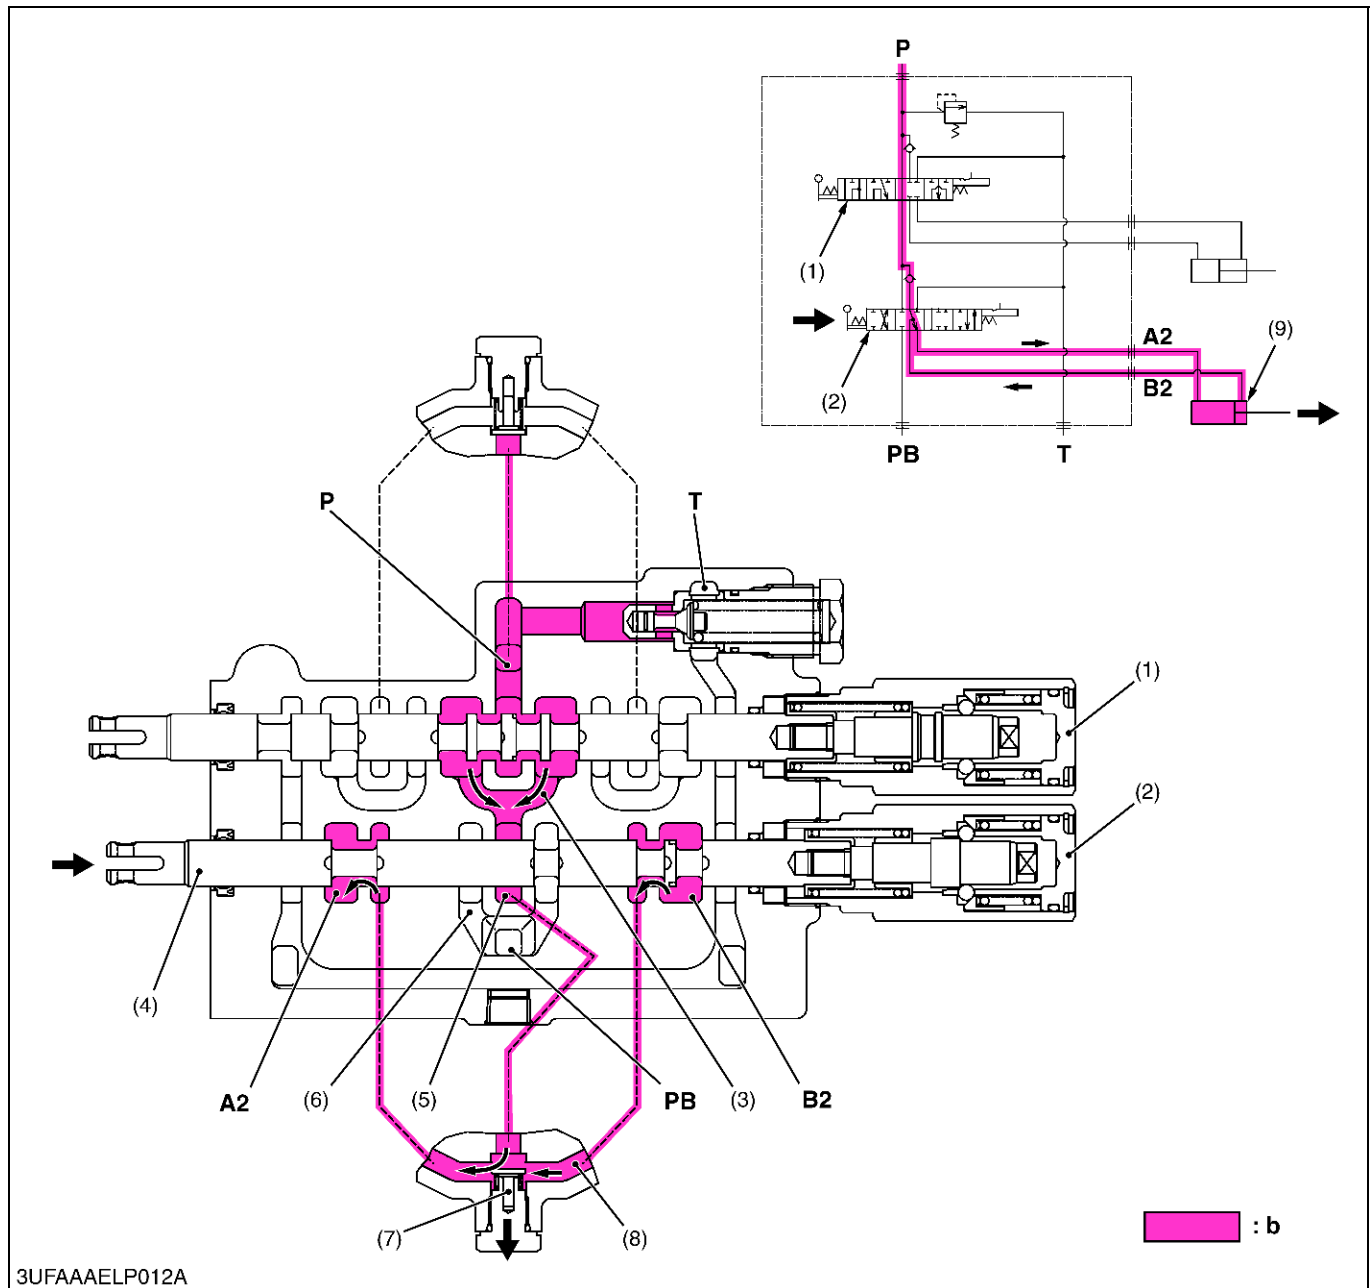 P
(1)
(2)
A2
B2
(9)
PB
T
P
T
(1)
(2)
(4)
A2
(6)
(5)
PB
(3)
B2
(7)
(8)
: b
3UFAAAELP012A